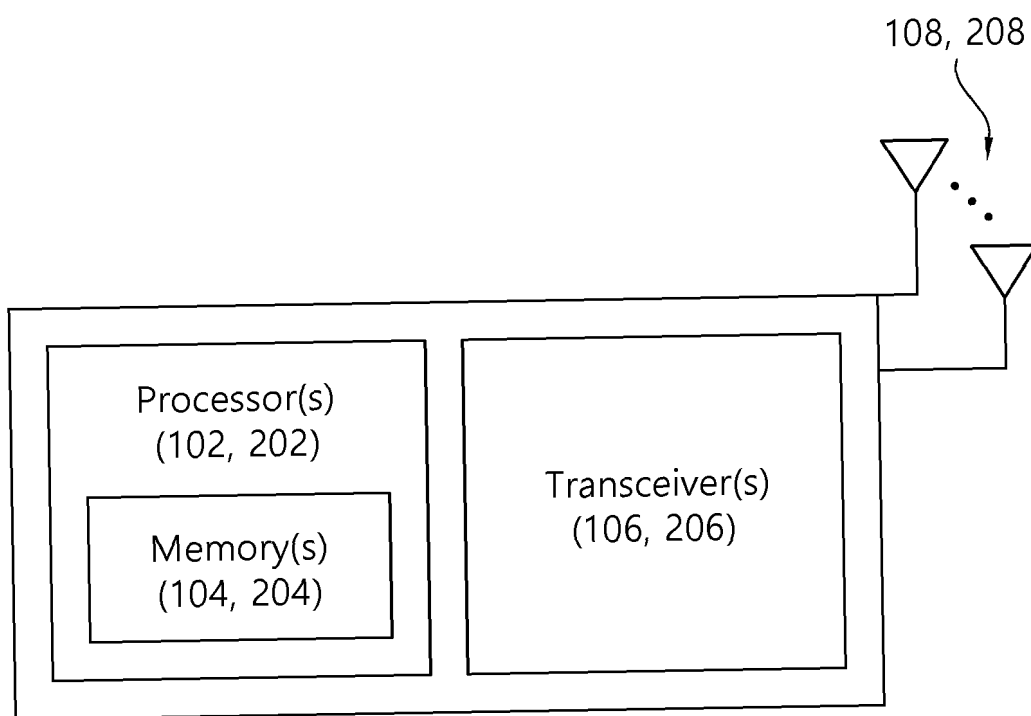 108, 208
Processor(s)
(102, 202)
Memory(s)
(104, 204)
Transceiver(s)
(106, 206)